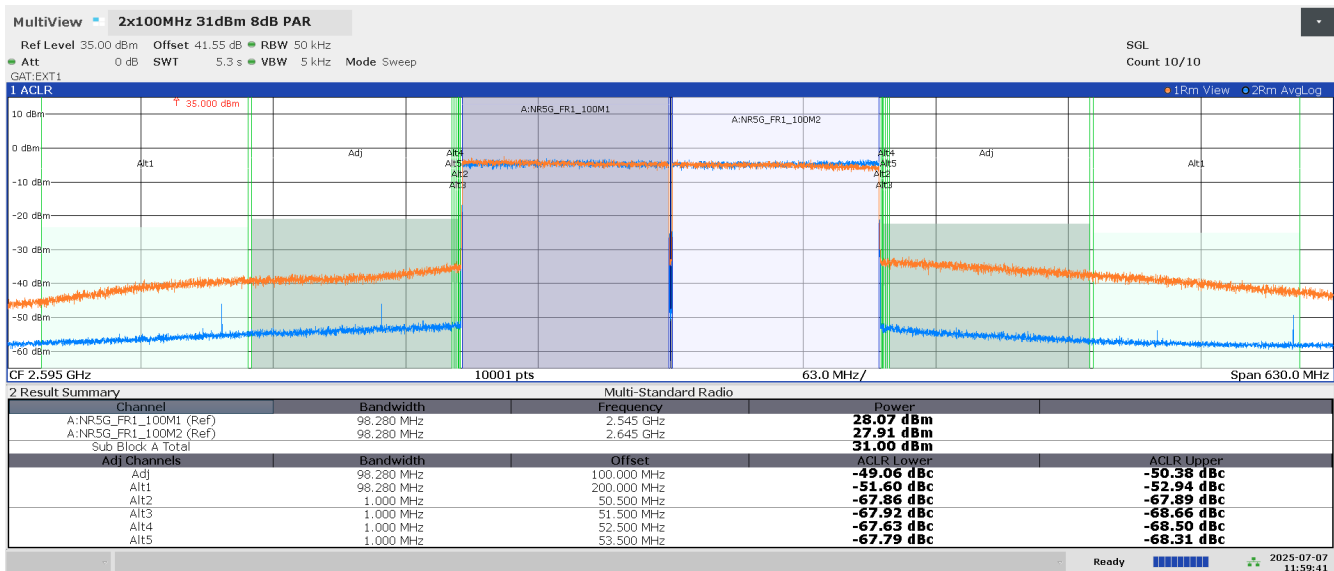 MultiView 2x100MHz 31dBm 8dB PAR
Ref Level 35.00 dBm Offset 41.55 dB RBW 50 kHz SGL
Att 0 dB SWT 5.3 s VBW 5 kHz Mode Sweep Count 10/10
GAT:EXT1
1 ACLR 1Rm View 2Rm AvgLog
35.000 dBm
A:NR5G_FR1_100M1
10 dBm
A:NR5G_FR1_100M2
0 dBm
Adj Alt4 Alt4 Adj
Alt1 Alt5 Alt5 Alt1
Alt2 Alt2
-10 dBm Alt3 Alt3
-20 dBm
-30 dBm
-40 dBm
-50 dBm
-60 dBm
CF 2.595 GHz 10001 pts 63.0 MHz/ Span 630.0 MHz
2 Result Summary Multi-Standard Radio
Channel Bandwidth Frequency Power
A:NR5G_FR1_100M1 (Ref) 98.280 MHz 2.545 GHz 28.07 dBm
A:NR5G_FR1_100M2 (Ref) 98.280 MHz 2.645 GHz 27.91 dBm
Sub Block A Total 31.00 dBm
Adj Channels Bandwidth Offset ACLR Lower ACLR Upper
Adj 98.280 MHz 100.000 MHz -49.06 dBc -50.38 dBc
Alt1 98.280 MHz 200.000 MHz -51.60 dBc -52.94 dBc
Alt2 1.000 MHz 50.500 MHz -67.86 dBc -67.89 dBc
Alt3 1.000 MHz 51.500 MHz -67.92 dBc -68.66 dBc
Alt4 1.000 MHz 52.500 MHz -67.63 dBc -68.50 dBc
Alt5 1.000 MHz 53.500 MHz -67.79 dBc -68.31 dBc
Ready 2025-07-07
11:59:41